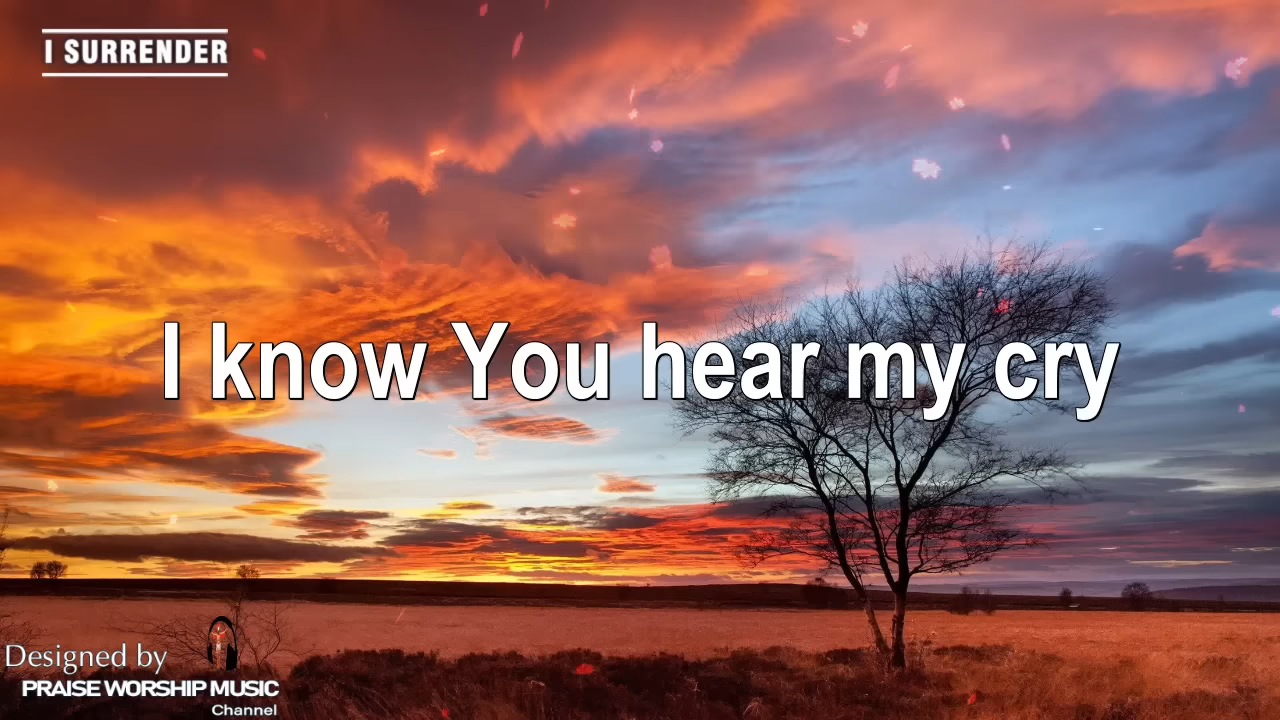 I SURRENDER
I know You hear my cry
Designed by
PRAISE WORSHIP MUSIC
Channel